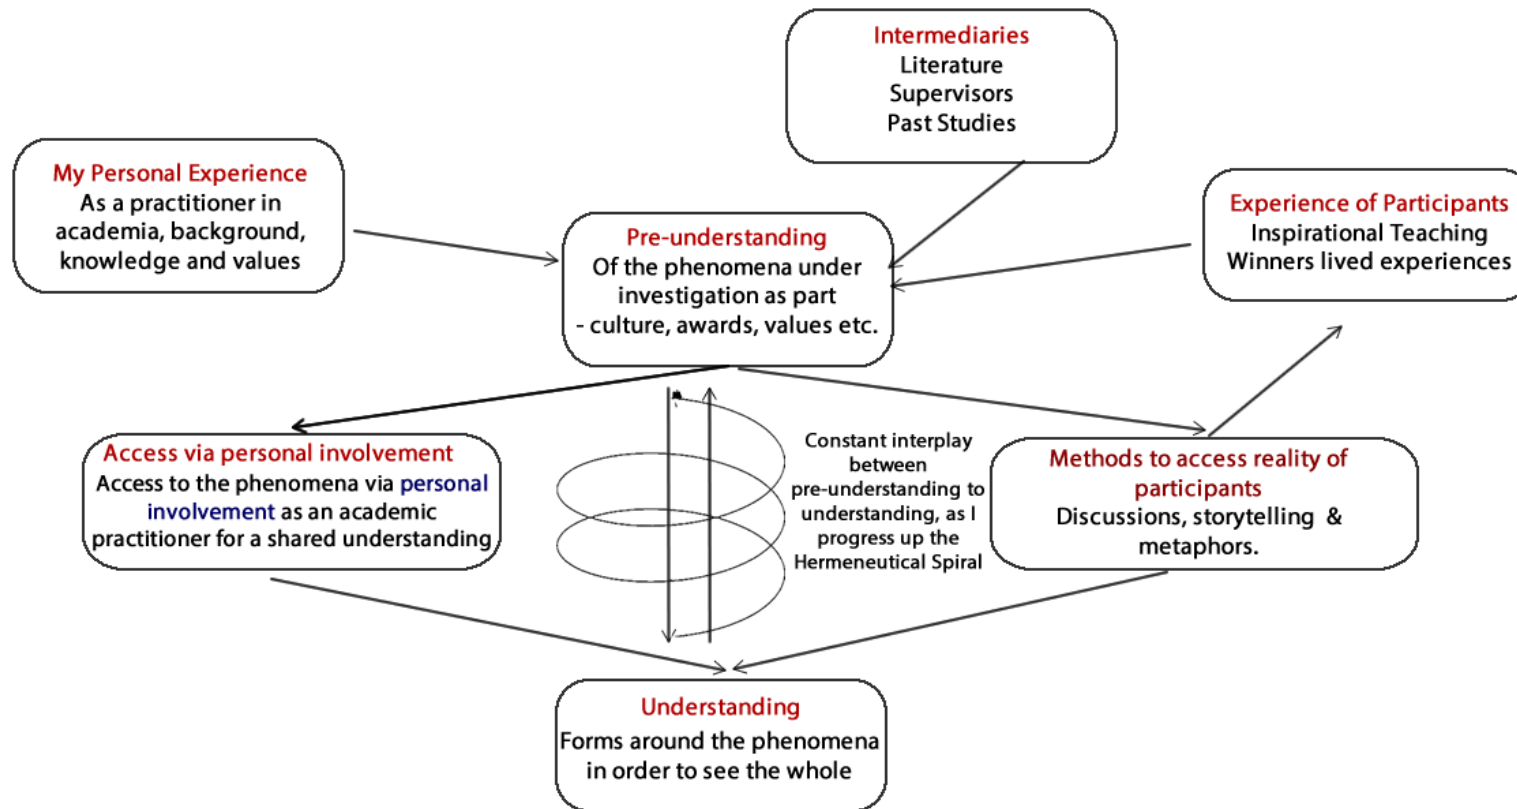 Intermediaries
Literature
Supervisors
Past Studies
My Personal Experience
As a practitioner in
academia, background,
knowledge and values
Pre-understanding
Of the phenomena under
investigation as part
- culture, awards, values etc.
Experience of Participants
Inspirational Teaching
Winners lived experiences
Access via personal involvement
Access to the phenomena via personal
involvement as an academic
practitioner for a shared understanding
Constant interplay
between
pre-understanding to
understanding, as I
progress up the
Hermeneutical Spiral
Methods to access reality of
participants
Discussions, storytelling &
metaphors.
Understanding
Forms around the phenomena
in order to see the whole